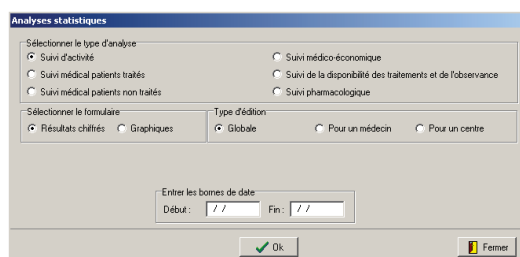 Analyses statistiques
Sélectionner le type d'analyse
Suivi d'activité
Suivi médico-économique
Suivi médical patients traités
Suivi de la disponibilité des traitements et de l'observance
Suivi médical patients non traités
Suivi pharmacologique
Sélectionner le formulaire
Type d'édition
Résultats chiffrés Graphiques
Globale Pour un médecin Pour un centre
Entrer les bornes de date
Début : / / Fin : / /
Ok Fermer